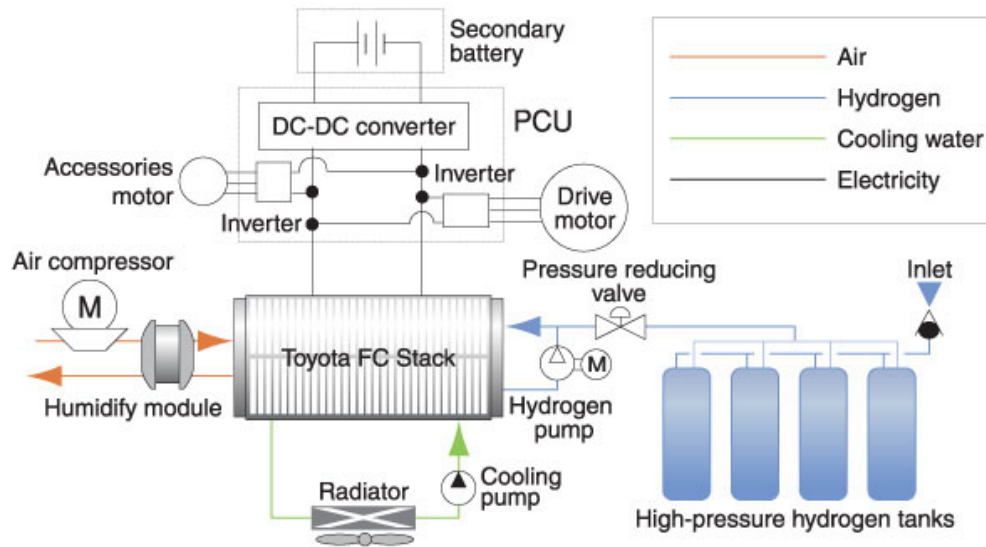 Secondary
battery
DC-DC converter
PCU
Accessories
motor
Inverter
Inverter
Drive
motor
Air
Hydrogen
Cooling water
Electricity
Air compressor
M
Humidify module
Toyota FC Stack
Pressure reducing
valve
Inlet
M
Hydrogen
pump
Radiator
Cooling
pump
High-pressure hydrogen tanks